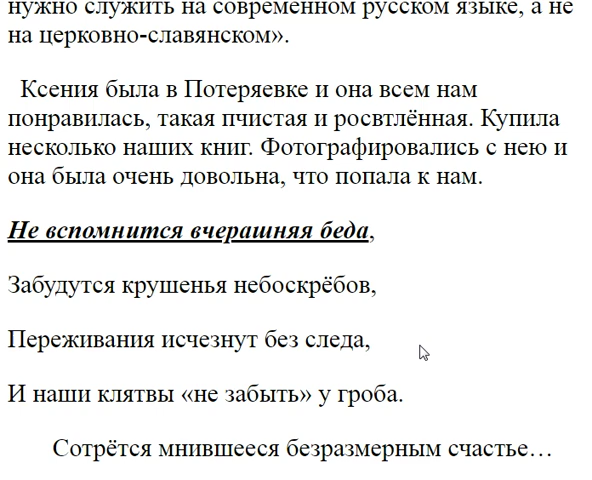 нужно служить на современном русском языке, а не
на церковно-славянском».
Ксения была в Потеряевке и она всем нам
понравилась, такая пчистая и росвтлённая. Купила
несколько наших книг. Фотографировались с нею и
она была очень довольна, что попала к нам.
Не вспомнится вчерашняя беда,
Забудутся крушенья небоскрёбов,
Переживания исчезнут без следа,
И наши клятвы «не забыть» у гроба.
Сотрётся мнившееся безразмерным счастье…